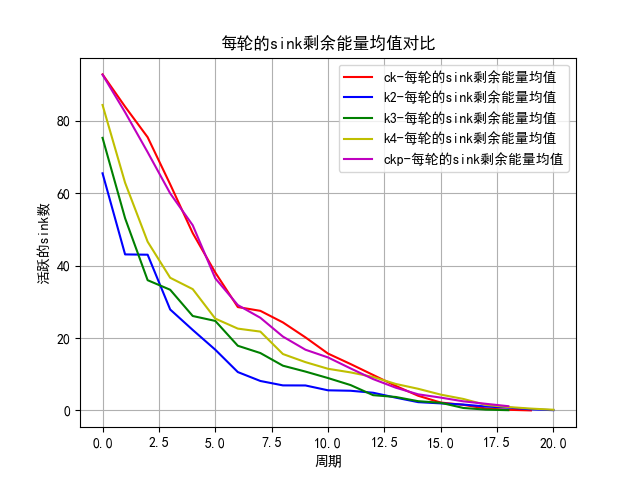 每轮的sink剩余能量均值对比
ck-每轮的sink剩余能量均值
k2-每轮的sink剩余能量均值
k3-每轮的sink剩余能量均值
k4-每轮的sink剩余能量均值
ckp-每轮的sink剩余能量均值
活跃的sink数
80
60
40
20
0
0.0 2.5 5.0 7.5 10.0 12.5 15.0 17.5 20.0
周期